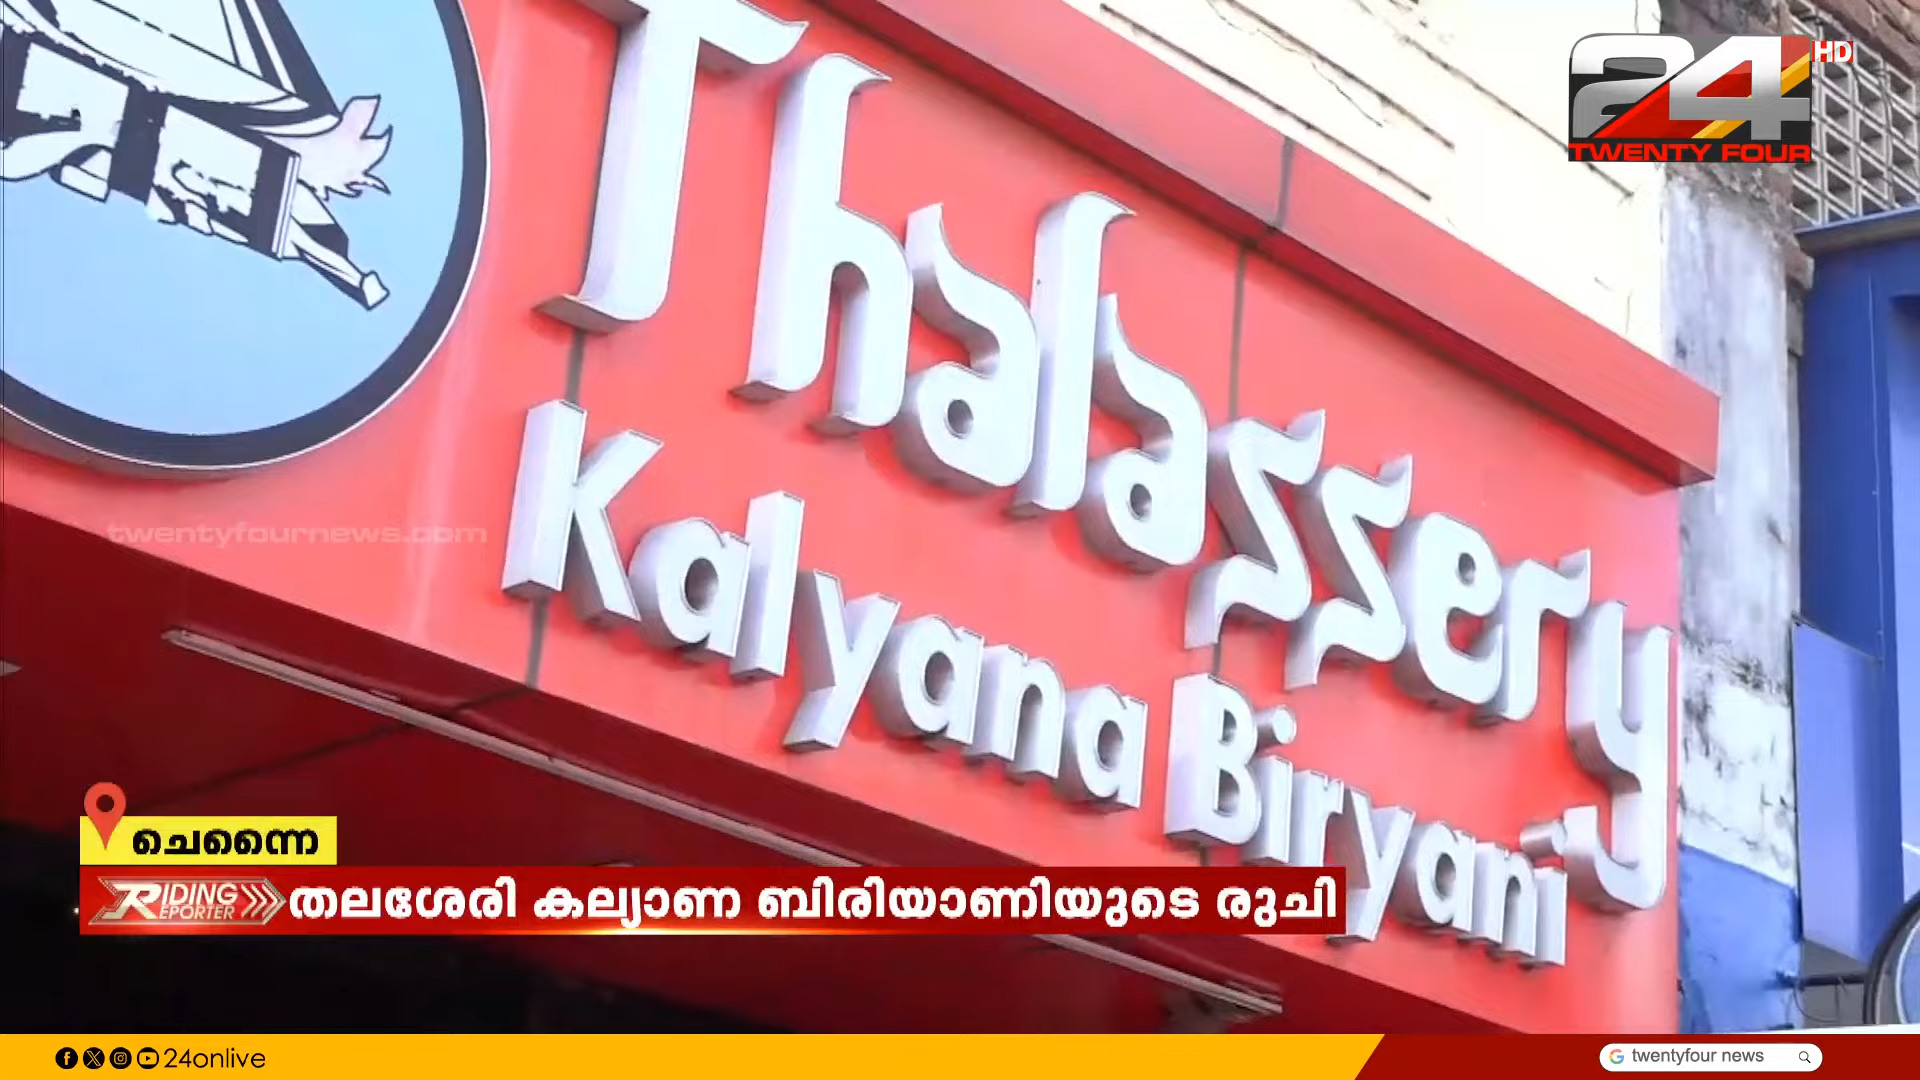 24 HD
TWENTY FOUR
Thalassery
Kalyana Biryani
twentyfournews.com
ചെന്നൈ
RIDING REPORTER
തലശേരി കല്യാണ ബിരിയാണിയുടെ രുചി
24onlive
twentyfour news